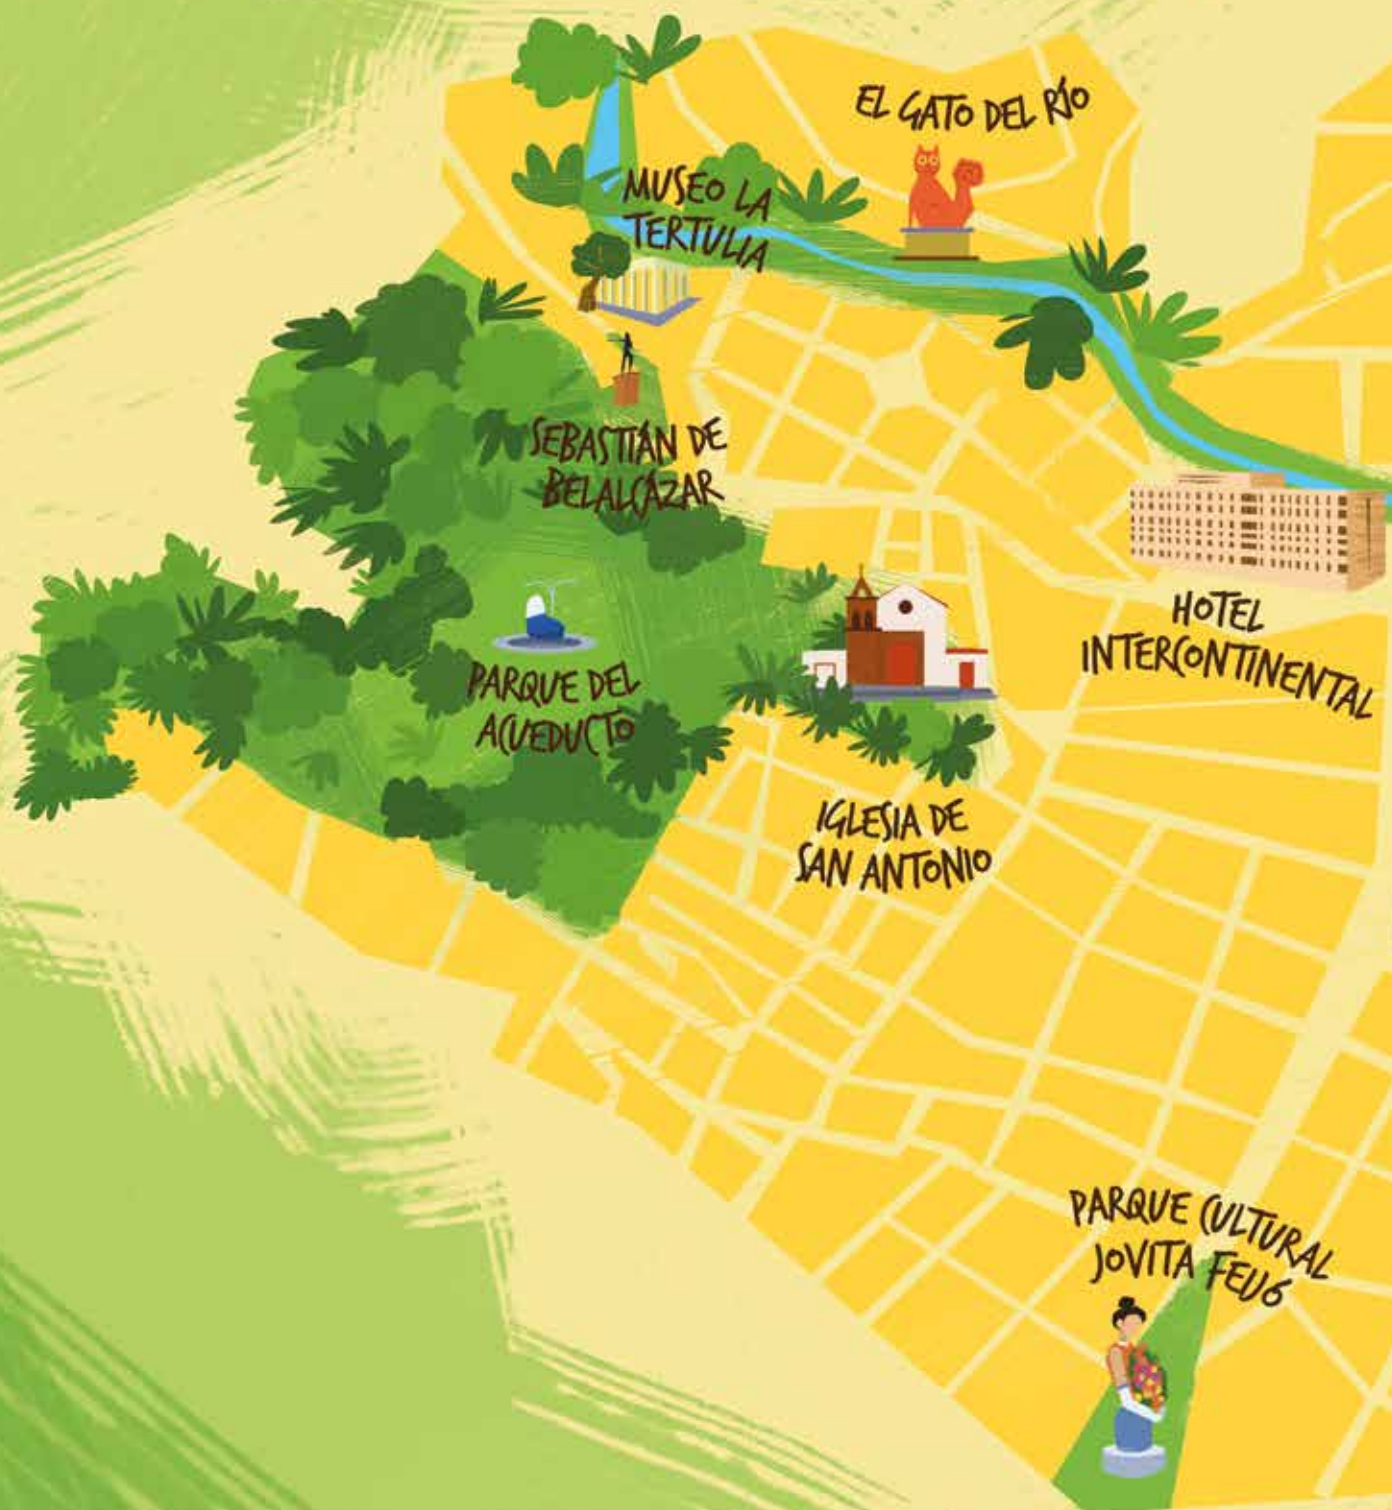 EL GATO DEL RÍO
MUSEO LA
TERTULIA
SEBASTIÁN DE
BELALCÁZAR
HOTEL
INTERCONTINENTAL
PARQUE DEL
ACUEDUCTO
IGLESIA DE
SAN ANTONIO
PARQUE CULTURAL
JOVITA FEIJÓ